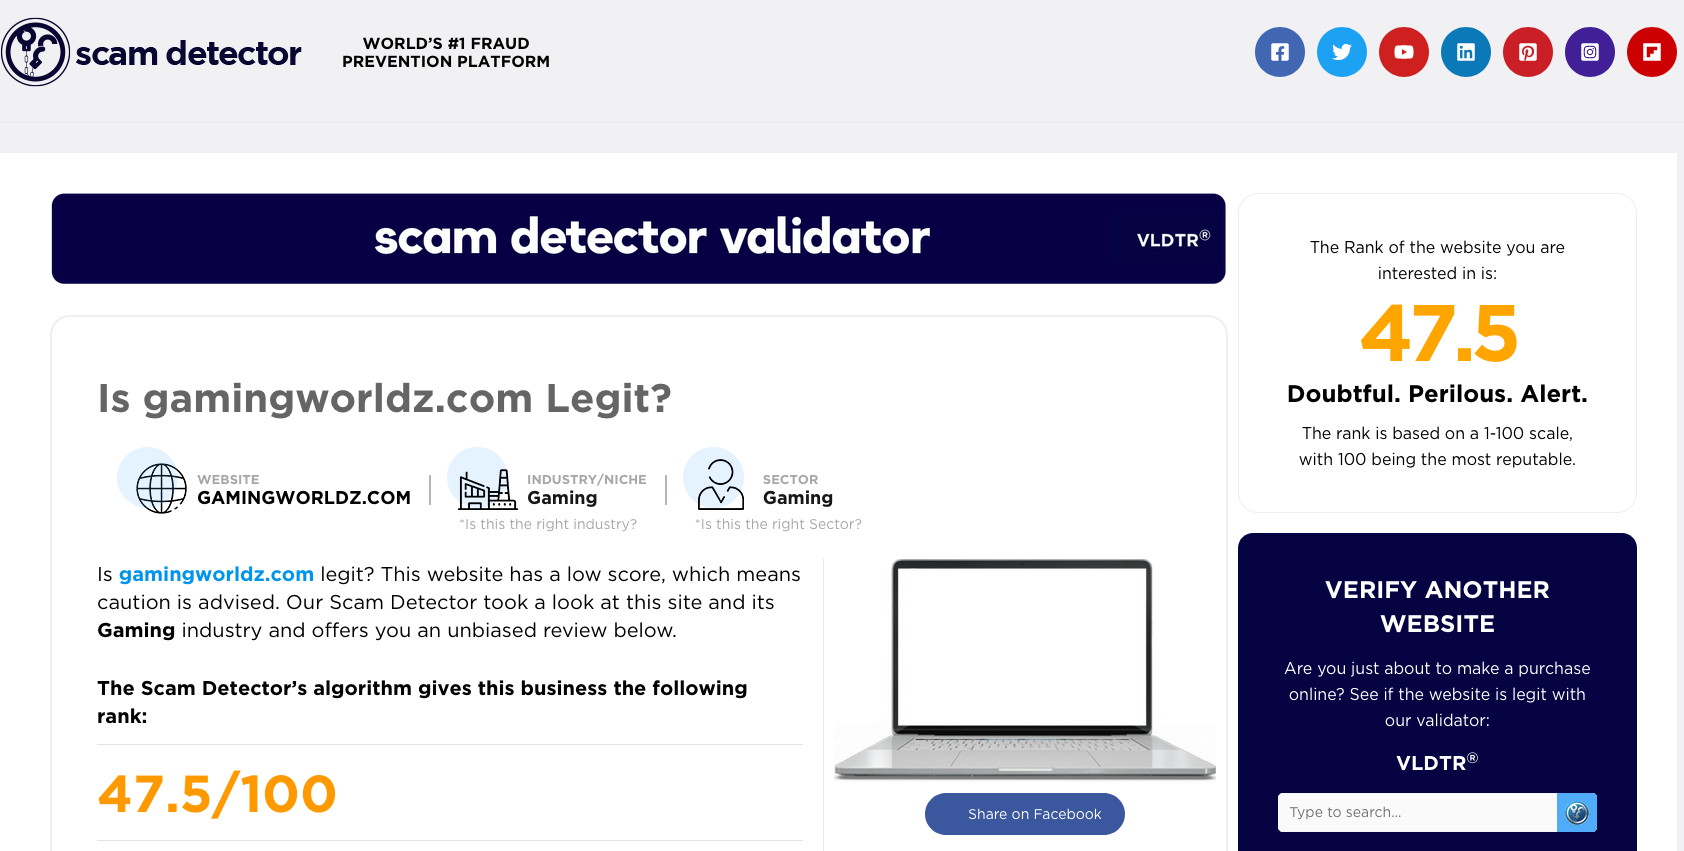 scam detector
WORLD'S #1 FRAUD
PREVENTION PLATFORM
scam detector validator
VLDTR®
Is gamingworldz.com Legit?
WEBSITE
GAMINGWORLDZ.COM
INDUSTRY/NICHE
Gaming
*Is this the right industry?
SECTOR
Gaming
*Is this the right Sector?
Is gamingworldz.com legit? This website has a low score, which means
caution is advised. Our Scam Detector took a look at this site and its
Gaming industry and offers you an unbiased review below.
The Scam Detector's algorithm gives this business the following
rank:
47.5/100
Share on Facebook
The Rank of the website you are
interested in is:
47.5
Doubtful. Perilous. Alert.
The rank is based on a 1-100 scale,
with 100 being the most reputable.
VERIFY ANOTHER
WEBSITE
Are you just about to make a purchase
online? See if the website is legit with
our validator:
VLDTR®
Type to search...